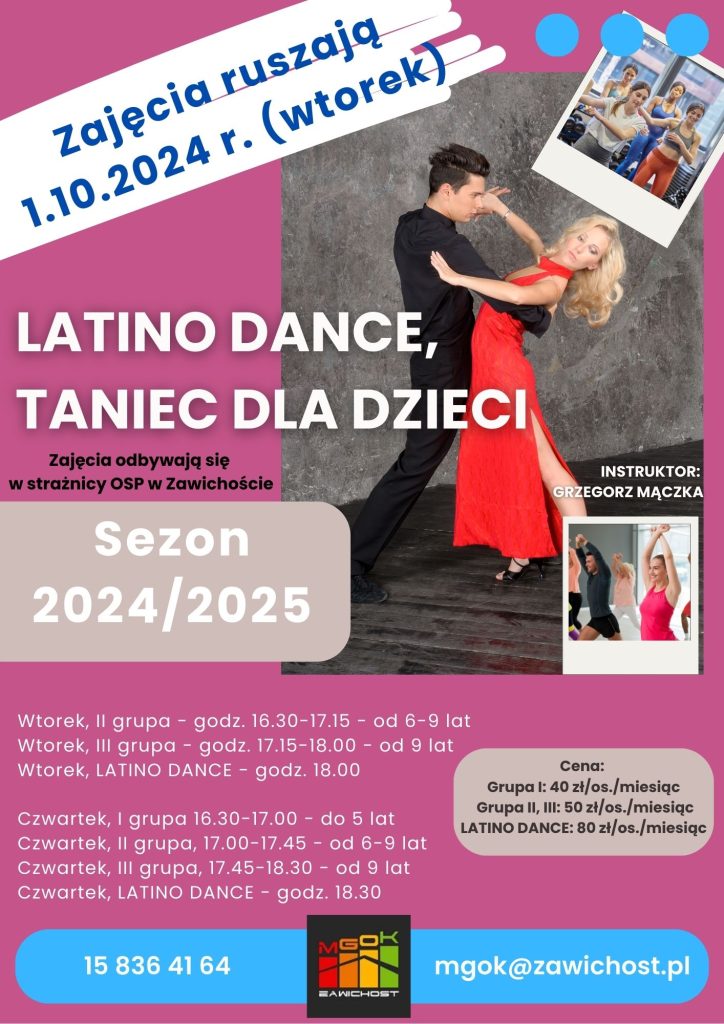 Zajęcia ruszają
1.10.2024 r. (wtorek)
LATINO DANCE,
TANIEC DLA DZIECI
Zajęcia odbywają się
w strażnicy OSP w Zawichoście
INSTRUKTOR:
GRZEGORZ MĄCZKA
Sezon
2024/2025
Wtorek, II grupa - godz. 16.30-17.15 - od 6-9 lat
Wtorek, III grupa - godz. 17.15-18.00 - od 9 lat
Wtorek, LATINO DANCE - godz. 18.00
Czwartek, I grupa 16.30-17.00 - do 5 lat
Czwartek, II grupa, 17.00-17.45 - od 6-9 lat
Czwartek, III grupa, 17.45-18.30 - od 9 lat
Czwartek, LATINO DANCE - godz. 18.30
Cena:
Grupa I: 40 zł/os./miesiąc
Grupa II, III: 50 zł/os./miesiąc
LATINO DANCE: 80 zł/os./miesiąc
15 836 41 64
MGOK
ZAWICHOST
mgok@zawichost.pl